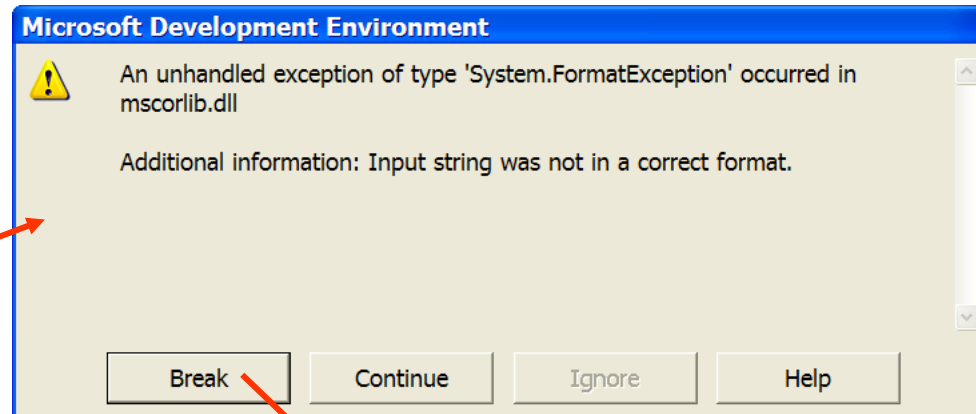 Microsoft Development Environment
An unhandled exception of type 'System.FormatException' occurred in
mscorlib.dll
Additional information: Input string was not in a correct format.
Break
Continue
Ignore
Help